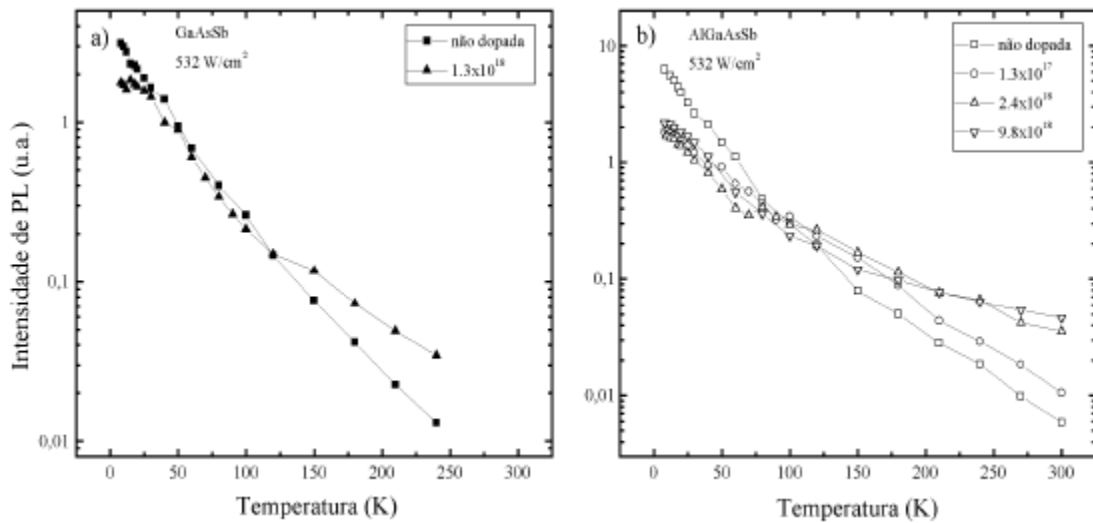 a)
GaAsSb
532 W/cm²
não dopada
1.3x10¹⁸
1
0,1
0,01
Intensidade de PL (u.a.)
0 50 100 150 200 250 300
Temperatura (K)
b)
AlGaAsSb
532 W/cm²
não dopada
1.3x10¹⁷
2.4x10¹⁸
9.8x10¹⁸
10
1
0,1
0,01
0 50 100 150 200 250 300
Temperatura (K)